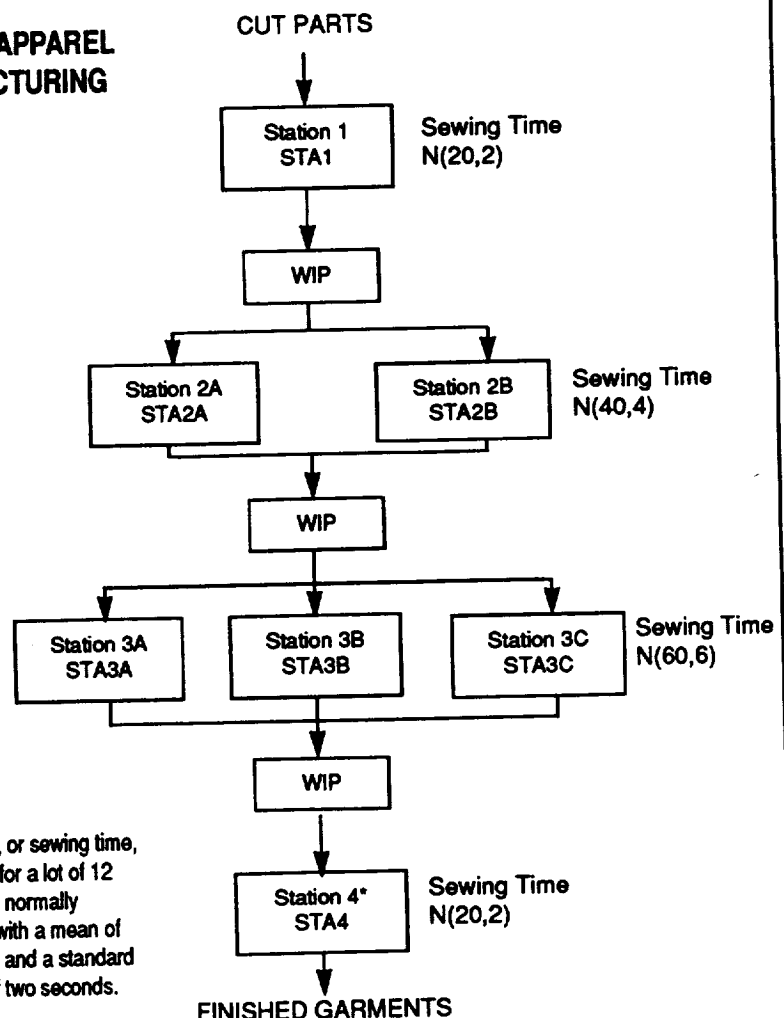 APPAREL
CTURING
CUT PARTS
Station 1
STA1
Sewing Time
N(20,2)
WIP
Station 2A
STA2A
Station 2B
STA2B
Sewing Time
N(40,4)
WIP
Station 3A
STA3A
Station 3B
STA3B
Station 3C
STA3C
Sewing Time
N(60,6)
WIP
, or sewing time,
for a lot of 12
normally
with a mean of
and a standard
two seconds.
Station 4*
STA4
Sewing Time
N(20,2)
FINISHED GARMENTS